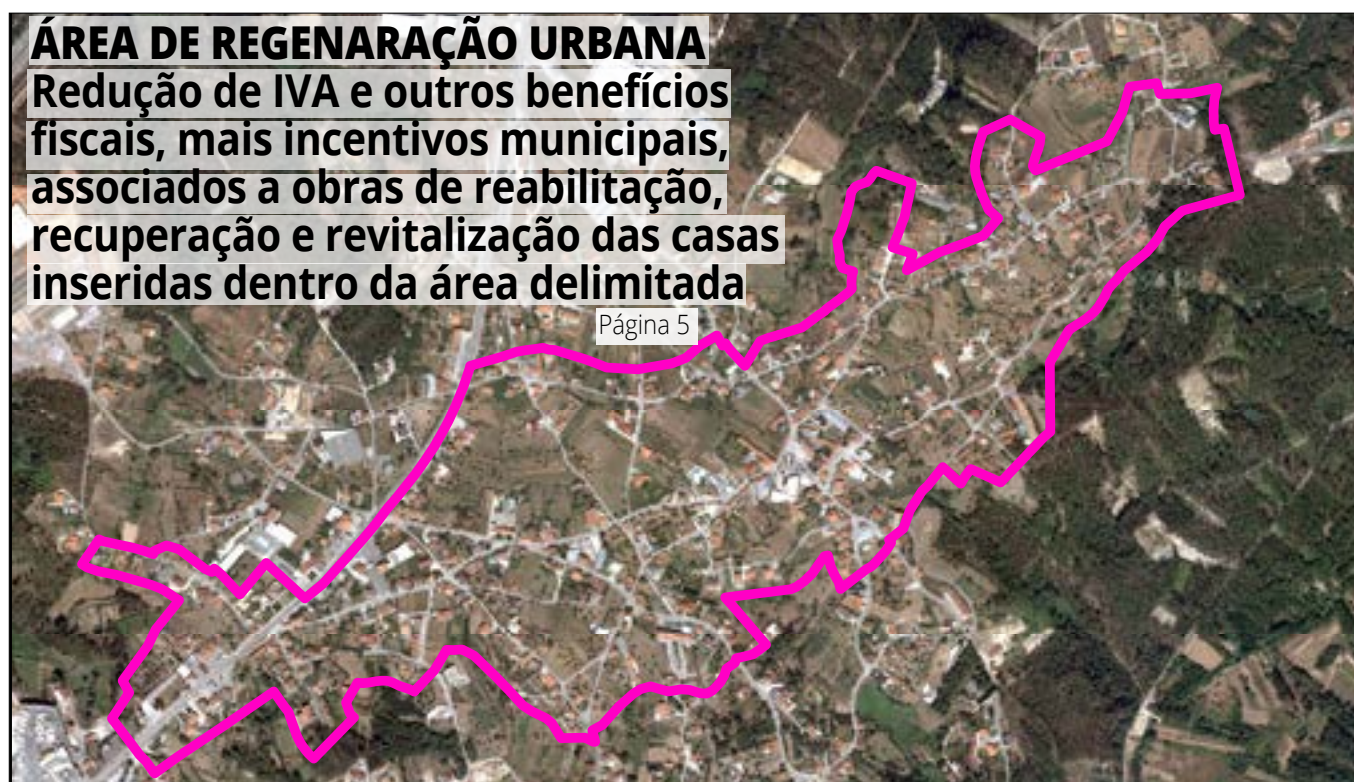 ÁREA DE REGENARAÇÃO URBANA
Redução de IVA e outros benefícios
fiscais, mais incentivos municipais,
associados a obras de reabilitação,
recuperação e revitalização das casas
inseridas dentro da área delimitada
Página 5